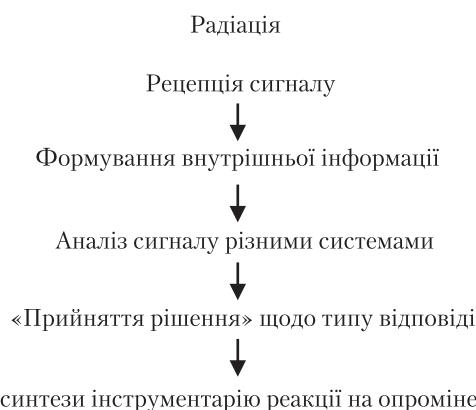 Радіація
Рецепція сигналу
Формування внутрішньої інформації
Аналіз сигналу різними системами
«Прийняття рішення» щодо типу відповіді
синтези інструментарію реакції на опроміне